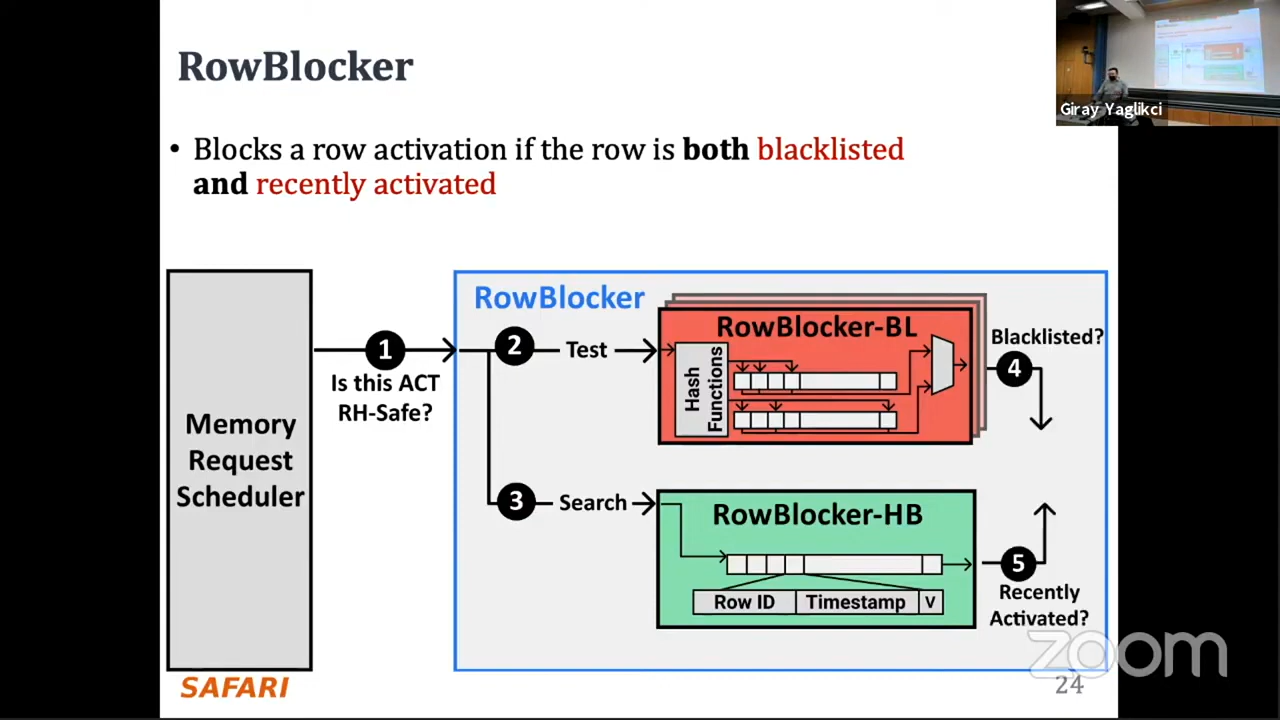 RowBlocker
Giray Yaglikci
• Blocks a row activation if the row is both blacklisted
and recently activated
RowBlocker
RowBlocker-BL
Blacklisted?
1
2
Test
Hash
Functions
4
Is this ACT
RH-Safe?
Memory
Request
Scheduler
3
Search
RowBlocker-HB
Row ID
Timestamp
V
5
Recently
Activated?
zoom
SAFARI
24